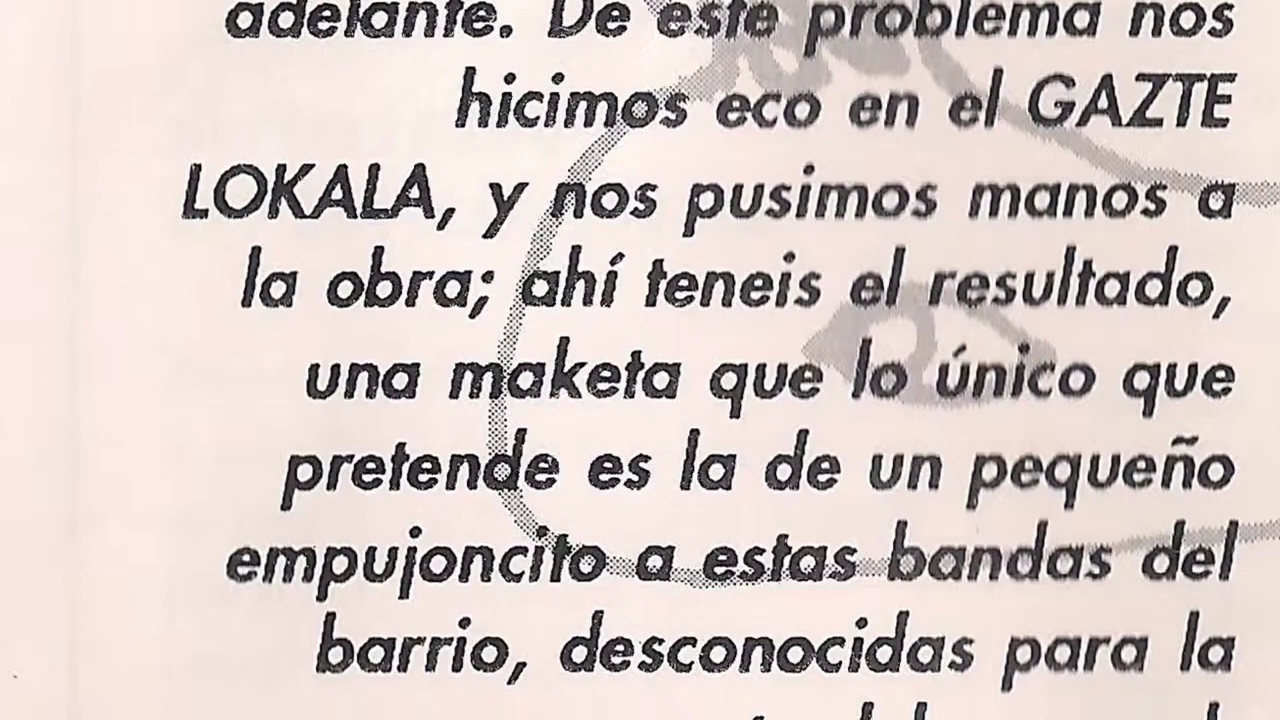 adelante. De este problema nos
hicimos eco en el GAZTE
LOKALA, y nos pusimos manos a
la obra; ahí teneis el resultado,
una maketa que lo único que
pretende es la de un pequeño
empujoncito a estas bandas del
barrio, desconocidas para la